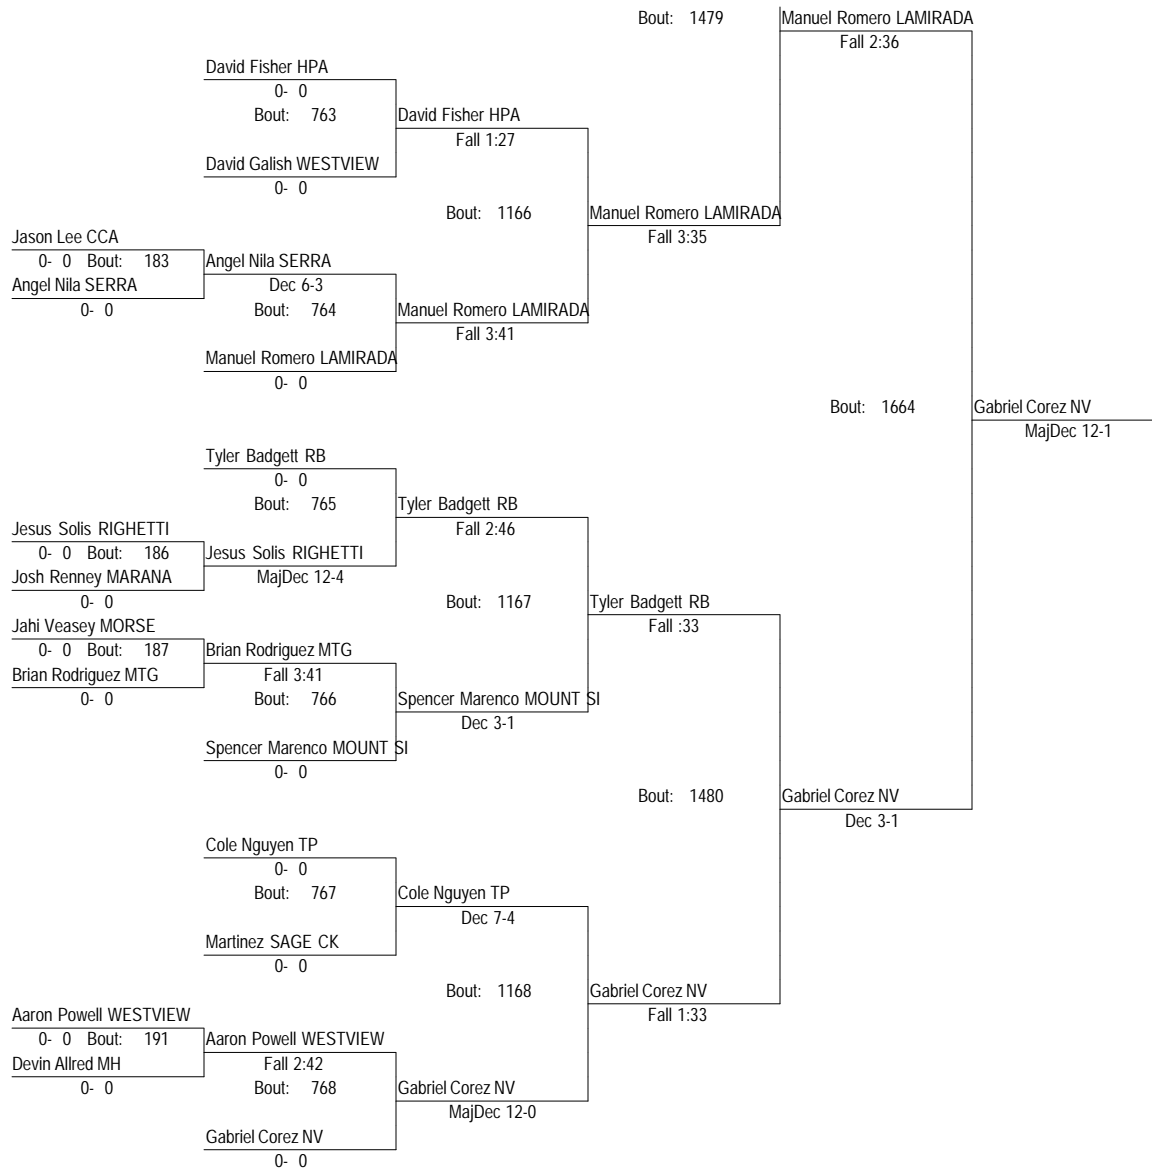 Bout: 1479
Manuel Romero LAMIRADA
Fall 2:36
David Fisher HPA
0- 0
Bout: 763
David Fisher HPA
Fall 1:27
David Galish WESTVIEW
0- 0
Bout: 1166
Manuel Romero LAMIRADA
Fall 3:35
Jason Lee CCA
0- 0 Bout: 183
Angel Nila SERRA
Dec 6-3
Angel Nila SERRA
0- 0
Bout: 764
Manuel Romero LAMIRADA
Fall 3:41
Manuel Romero LAMIRADA
0- 0
Bout: 1664
Gabriel Corez NV
MajDec 12-1
Tyler Badgett RB
0- 0
Bout: 765
Tyler Badgett RB
Fall 2:46
Jesus Solis RIGHETTI
0- 0 Bout: 186
Jesus Solis RIGHETTI
MajDec 12-4
Josh Renney MARANA
0- 0
Bout: 1167
Tyler Badgett RB
Fall :33
Jahi Veasey MORSE
0- 0 Bout: 187
Brian Rodriguez MTG
Fall 3:41
Brian Rodriguez MTG
0- 0
Bout: 766
Spencer Marenco MOUNT SI
Dec 3-1
Spencer Marenco MOUNT SI
0- 0
Bout: 1480
Gabriel Corez NV
Dec 3-1
Cole Nguyen TP
0- 0
Bout: 767
Cole Nguyen TP
Dec 7-4
Martinez SAGE CK
0- 0
Bout: 1168
Gabriel Corez NV
Fall 1:33
Aaron Powell WESTVIEW
0- 0 Bout: 191
Aaron Powell WESTVIEW
Fall 2:42
Devin Allred MH
0- 0
Bout: 768
Gabriel Corez NV
MajDec 12-0
Gabriel Corez NV
0- 0